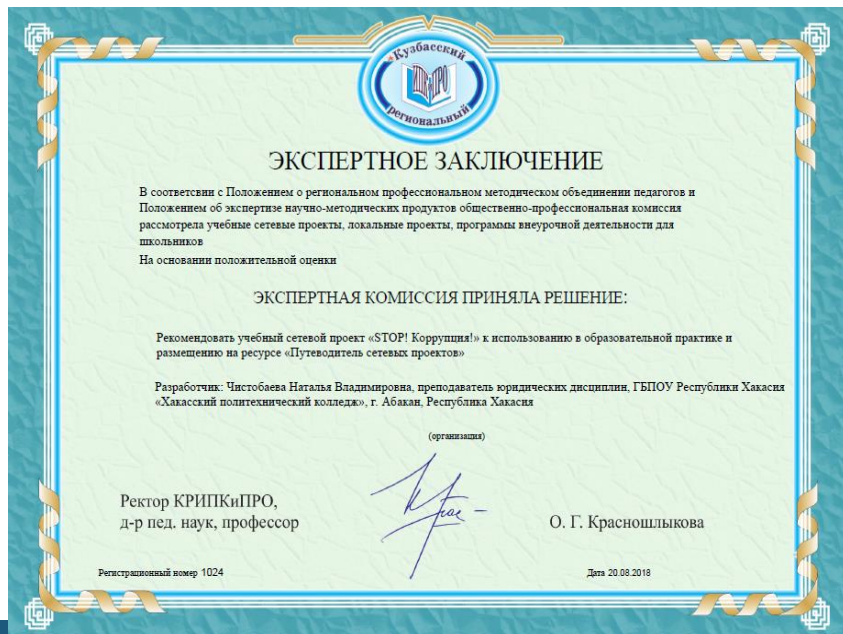 Кузбасский
ИПКиПРО
региональный
ЭКСПЕРТНОЕ ЗАКЛЮЧЕНИЕ
В соответсвии с Положением о региональном профессиональном методическом объединении педагогов и
Положением об экспертизе научно-методических продуктов общественно-профессиональная комиссия
рассмотрела учебные сетевые проекты, локальные проекты, программы внеурочной деятельности для
школьников
На основании положительной оценки
ЭКСПЕРТНАЯ КОМИССИЯ ПРИНЯЛА РЕШЕНИЕ:
Рекомендовать учебный сетевой проект «STOP! Коррупция!» к использованию в образовательной практике и
размещению на ресурсе «Путеводитель сетевых проектов»
Разработчик: Чистобаева Наталья Владимировна, преподаватель юридических дисциплин, ГБПОУ Республики Хакасия
«Хакасский политехнический колледж», г. Абакан, Республика Хакасия
(организация)
Ректор КРИПКиПРО,
д-р пед. наук, профессор
О. Г. Красношлыкова
Регистрационный номер 1024
Дата 20.08.2018